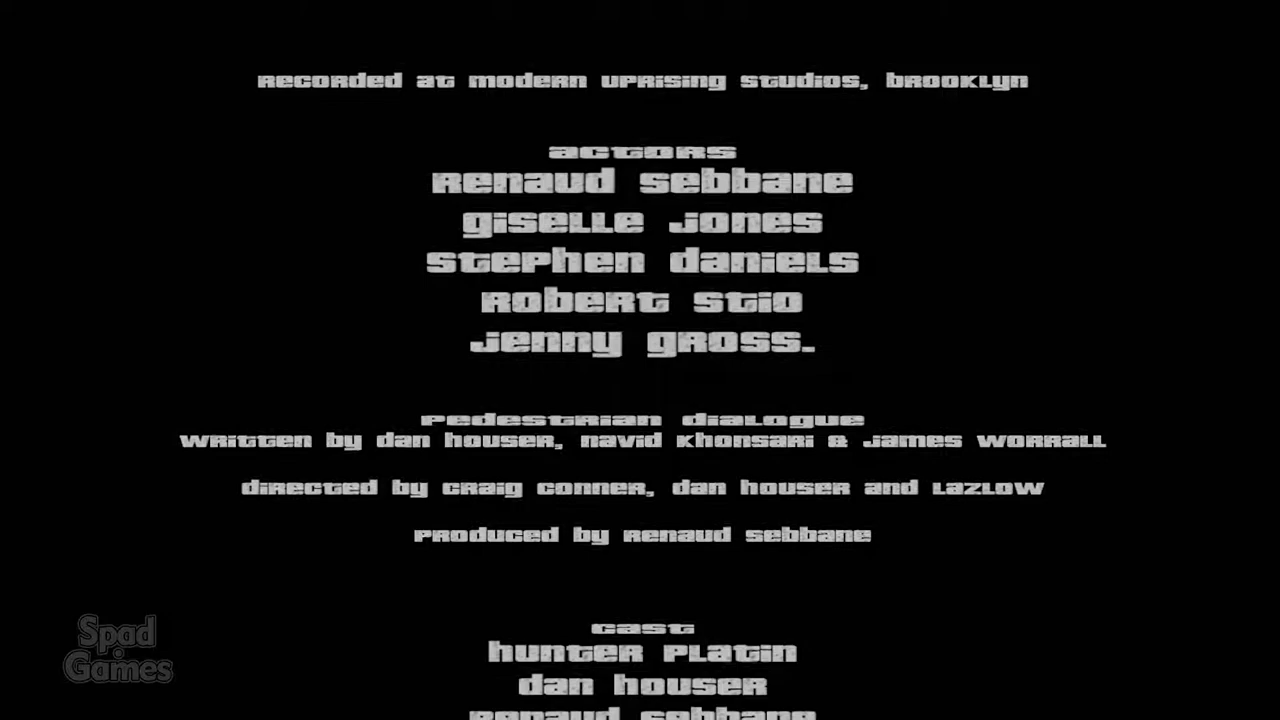 Recorded at Modern Uprising Studios, Brooklyn
actors
Renaud Sebbane
Giselle Jones
Stephen Daniels
Robert Stio
Jenny Gross.
Pedestrian dialogue
Written by Dan Houser, Navid Khonsari & James Worrall
Directed by Craig Conner, Dan Houser and Lazlow
Produced by Renaud Sebbane
cast
Hunter Platin
Dan Houser
Renaud Sebbane
Spad
Games